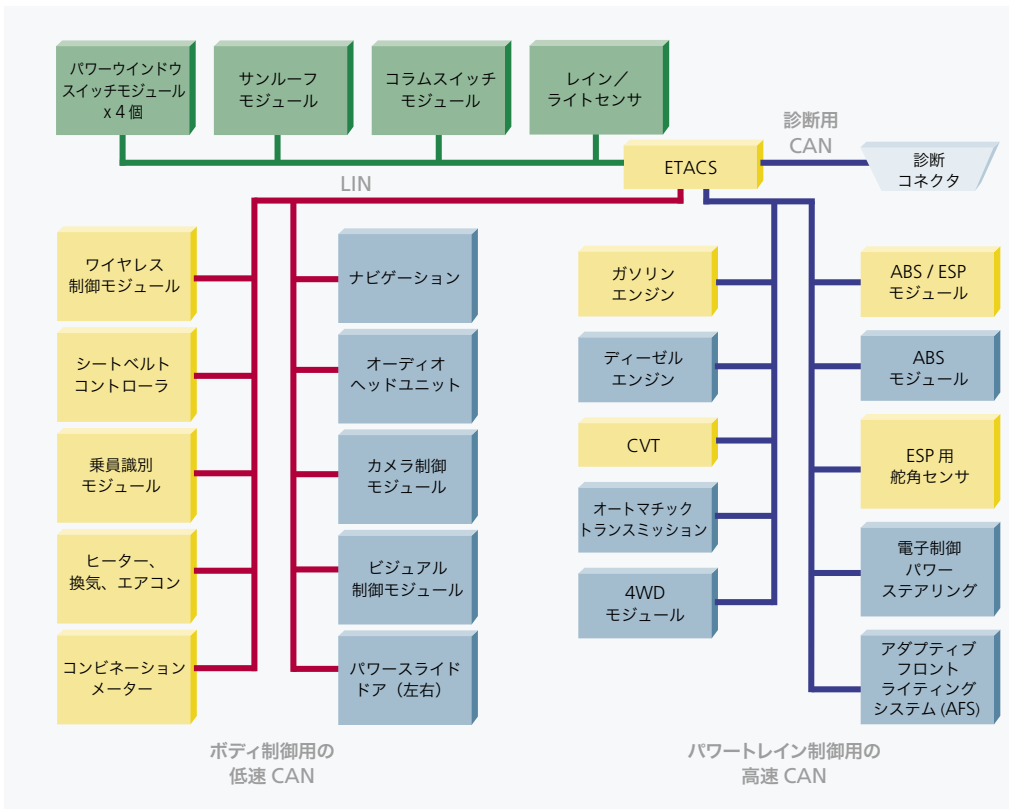 パワーウインドウ
スイッチモジュール
x 4個
サンルーフ
モジュール
コラムスイッチ
モジュール
レイン／
ライトセンサ
診断用
CAN
ETACS
診断
コネクタ
LIN
ワイヤレス
制御モジュール
シートベルト
コントローラ
乗員識別
モジュール
ヒーター、
換気、エアコン
コンビネーション
メーター
ナビゲーション
オーディオ
ヘッドユニット
カメラ制御
モジュール
ビジュアル
制御モジュール
パワースライド
ドア（左右）
ボディ制御用の
低速 CAN
ガソリン
エンジン
ディーゼル
エンジン
CVT
オートマチック
トランスミッション
4WD
モジュール
ABS / ESP
モジュール
ABS
モジュール
ESP 用
舵角センサ
電子制御
パワー
ステアリング
アダプティブ
フロント
ライティング
システム (AFS)
パワートレイン制御用の
高速 CAN